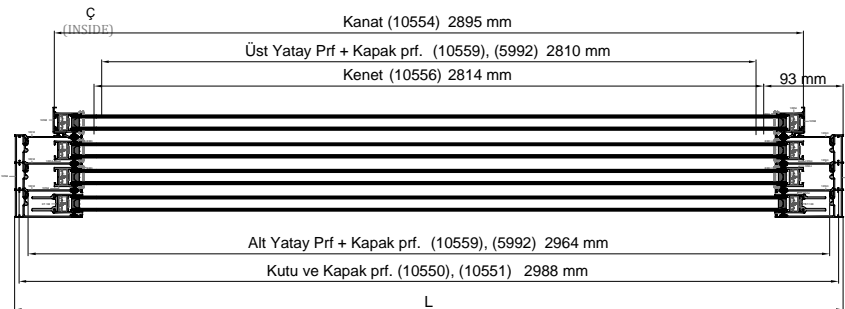 Ç
(INSIDE)
Kanat (10554) 2895 mm
Üst Yatay Prf + Kapak prf. (10559), (5992) 2810 mm
Kenet (10556) 2814 mm
93 mm
Alt Yatay Prf + Kapak prf. (10559), (5992) 2964 mm
Kutu ve Kapak prf. (10550), (10551) 2988 mm
L